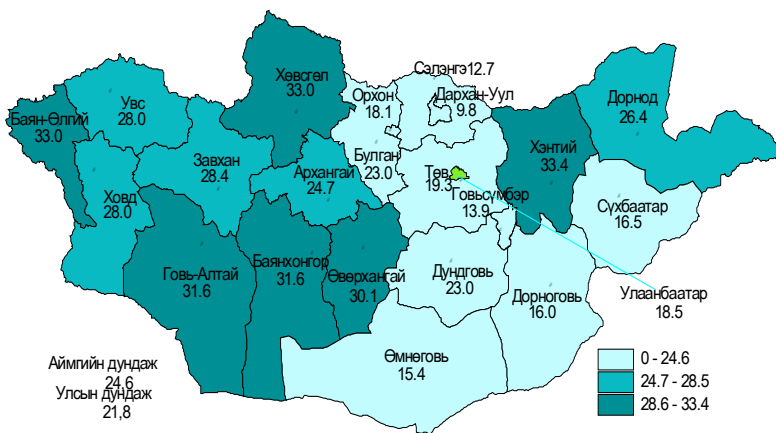 Сэлэнгэ12.7
Хөвсгөл
33.0
Орхон
18.1
Дархан-Уул
9.8
Дорнод
26.4
Увс
28.0
Баян-Өлгий
33.0
Завхан
28.4
Архангай
24.7
Булган
23.0
Төв
19.3
Хэнтий
33.4
Ховд
28.0
Говьсүмбэр
13.9
Сүхбаатар
16.5
Говь-Алтай
31.6
Баянхонгор
31.6
Өвөрхангай
30.1
Дундговь
23.0
Дорноговь
16.0
Улаанбаатар
18.5
Өмнөговь
15.4
Аймгийн дундаж
24.6
Улсын дундаж
21,8
0 - 24.6
24.7 - 28.5
28.6 - 33.4